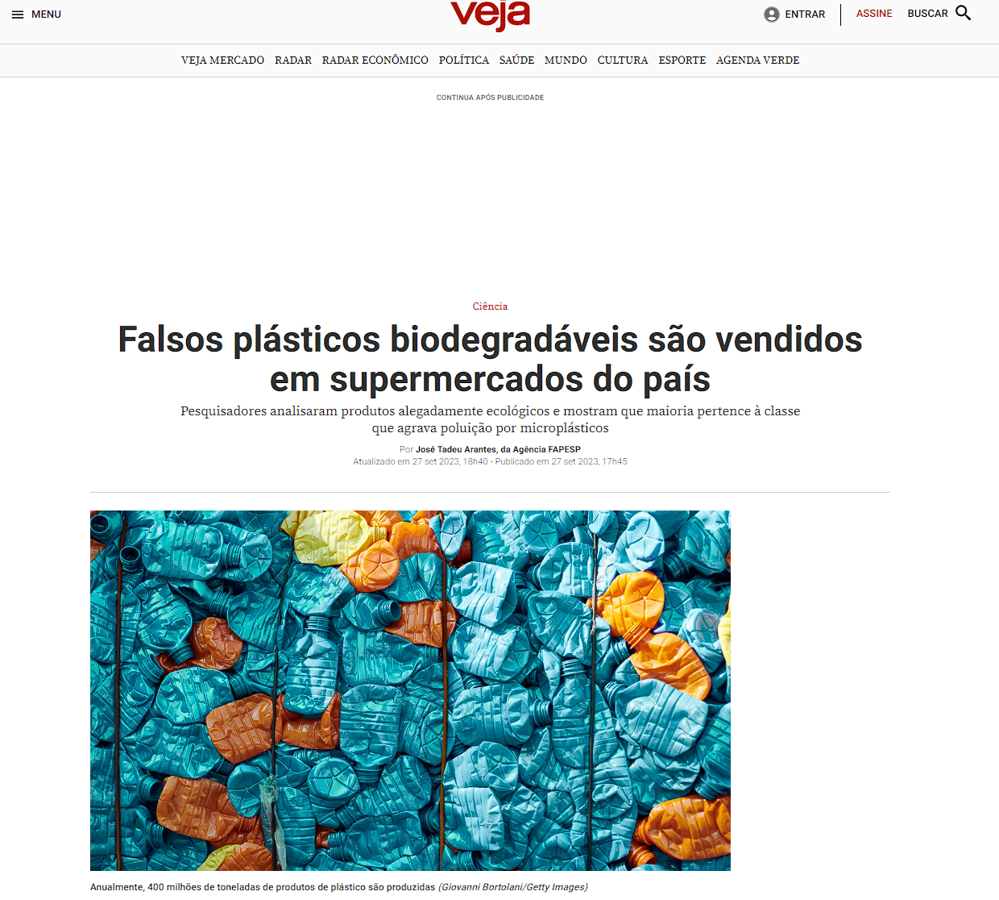 MENU
veja
ENTRAR
ASSINE
BUSCAR
VEJA MERCADO RADAR RADAR ECONÔMICO POLÍTICA SAÚDE MUNDO CULTURA ESPORTE AGENDA VERDE
CONTINUA APÓS PUBLICIDADE
Ciência
Falsos plásticos biodegradáveis são vendidos
em supermercados do país
Pesquisadores analisaram produtos alegadamente ecológicos e mostram que maioria pertence à classe
que agrava poluição por microplásticos
Por José Tadeu Arantes, da Agência FAPESP
Atualizado em 27 set 2023, 18h40 - Publicado em 27 set 2023, 17h45
Anualmente, 400 milhões de toneladas de produtos de plástico são produzidas (Giovanni Bortolani/Getty Images)